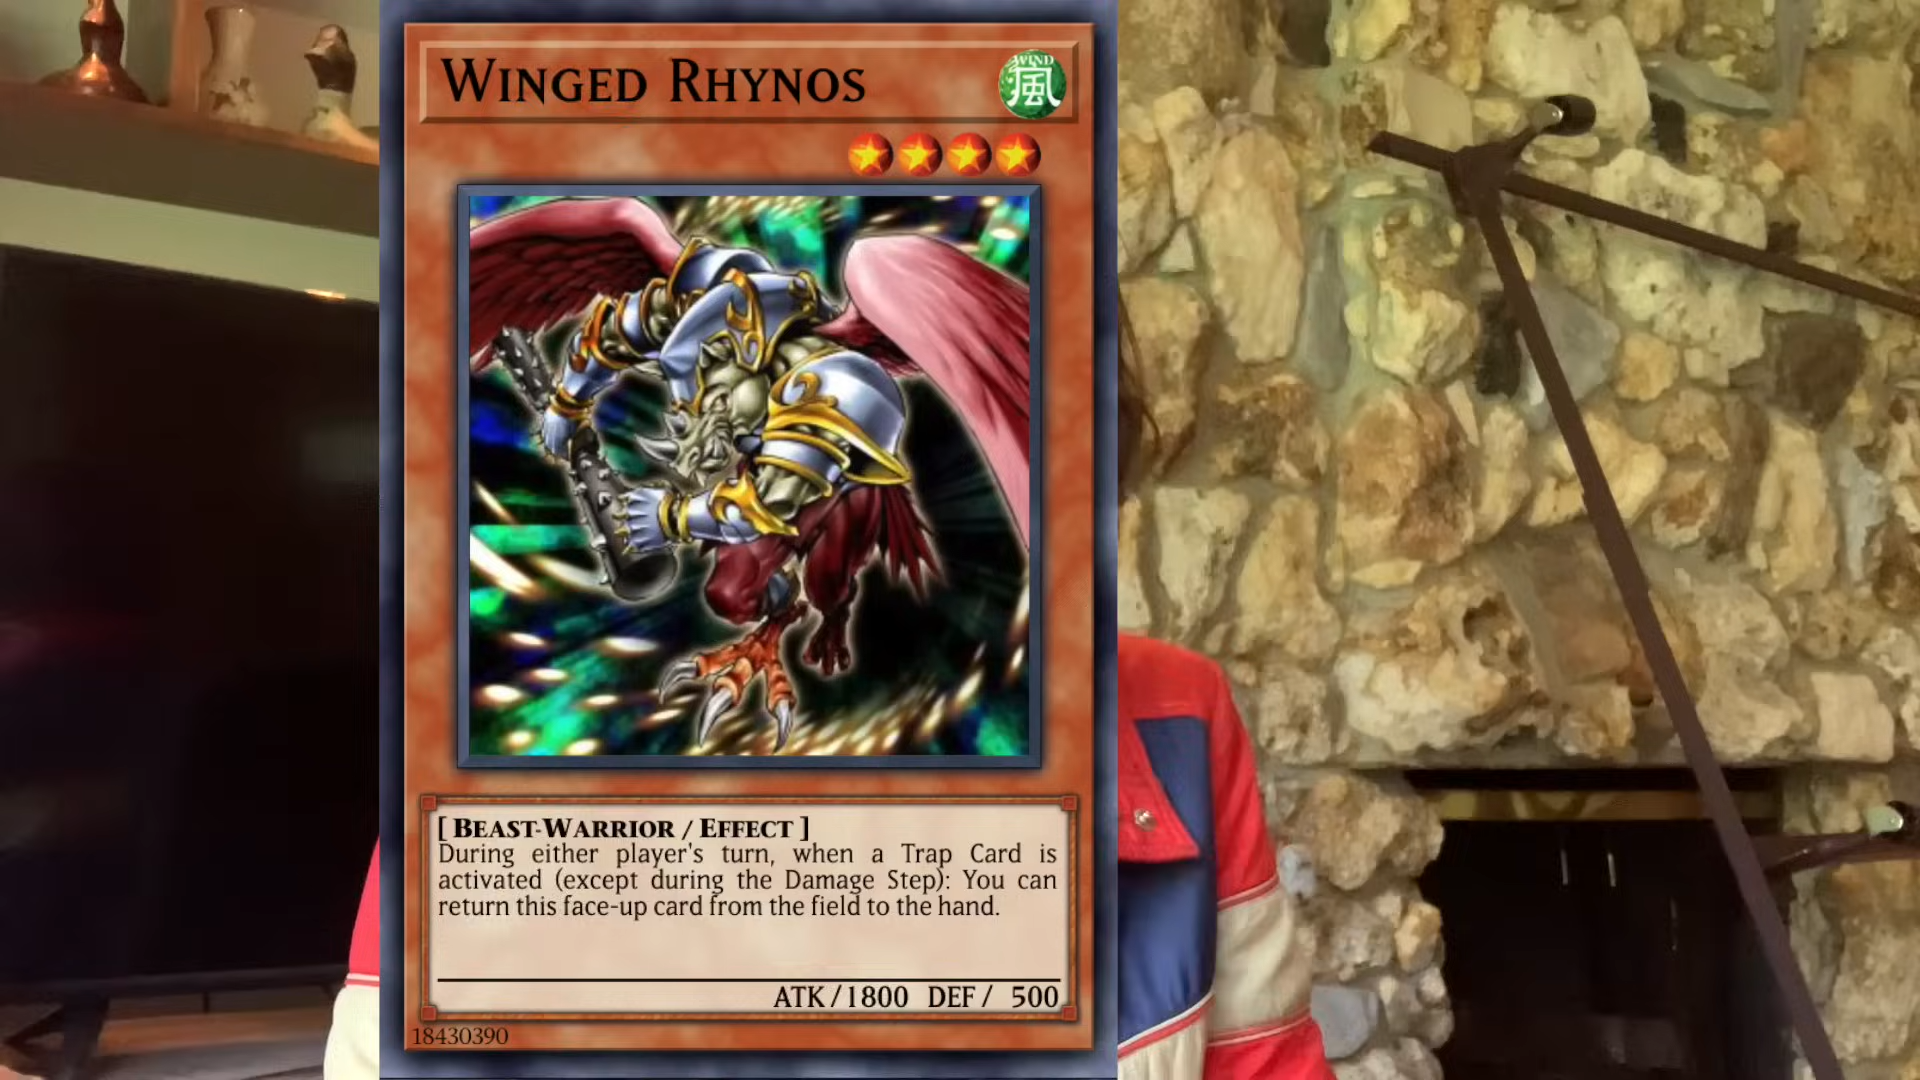 WINGED RHYNOS
WIND
風
[ BEAST-WARRIOR / EFFECT ]
During either player's turn, when a Trap Card is
activated (except during the Damage Step): You can
return this face-up card from the field to the hand.
ATK / 1800 DEF / 500
18430390